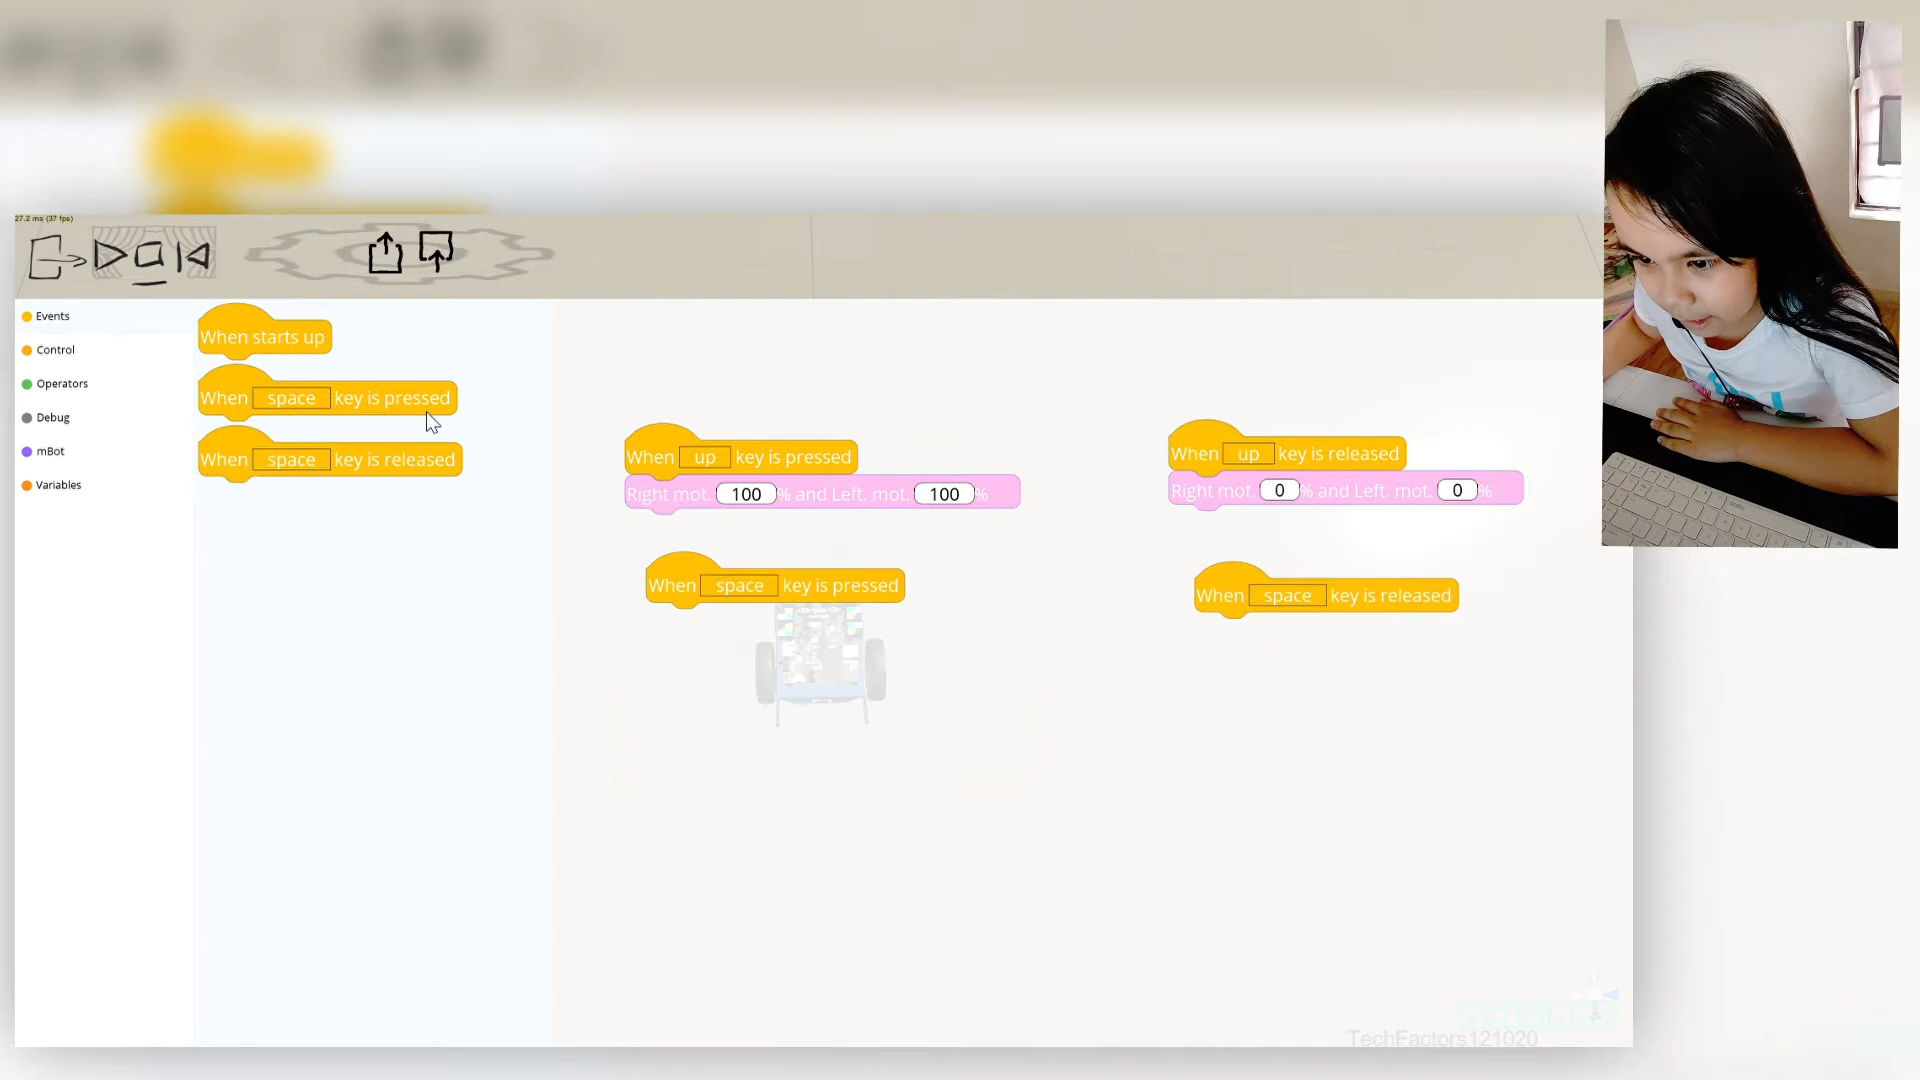 27.2 ms (37 fps)
Events
Control
Operators
Debug
mBot
Variables
When starts up
When space key is pressed
When space key is released
When up key is pressed
Right mot. 100 % and Left. mot. 100 %
When space key is pressed
When up key is released
Right mot. 0 % and Left. mot. 0 %
When space key is released
TechFactors121020